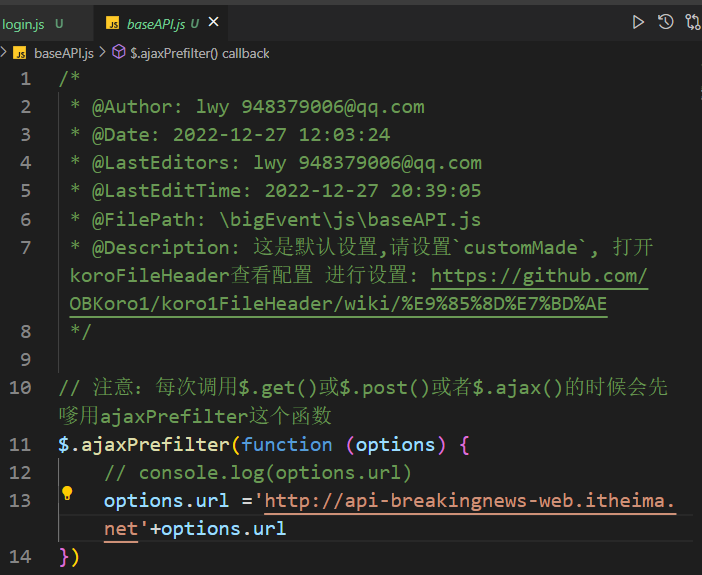 login.js U
JS baseAPI.js U
JS baseAPI.js > $.ajaxPrefilter() callback
1 /*
2 * @Author: lwy 948379006@qq.com
3 * @Date: 2022-12-27 12:03:24
4 * @LastEditors: lwy 948379006@qq.com
5 * @LastEditTime: 2022-12-27 20:39:05
6 * @FilePath: \bigEvent\js\baseAPI.js
7 * @Description: 这是默认设置,请设置`customMade`, 打开
koroFileHeader查看配置 进行设置: https://github.com/
OBKoro1/koro1FileHeader/wiki/%E9%85%8D%E7%BD%AE
8 */
9
10 // 注意: 每次调用$.get()或$.post()或者$.ajax()的时候会先
嗲用ajaxPrefilter这个函数
11 $.ajaxPrefilter(function (options) {
12 // console.log(options.url)
13 options.url ='http://api-breakingnews-web.itheima.
net'+options.url
14 })